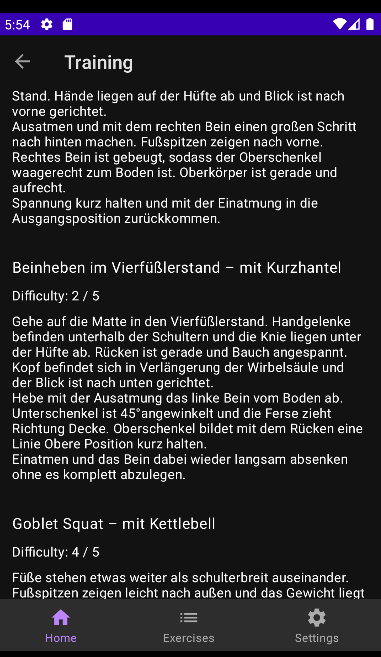 5:54
Training
Stand. Hände liegen auf der Hüfte ab und Blick ist nach
vorne gerichtet.
Ausatmen und mit dem rechten Bein einen großen Schritt
nach hinten machen. Fußspitzen zeigen nach vorne.
Rechtes Bein ist gebeugt, sodass der Oberschenkel
waagerecht zum Boden ist. Oberkörper ist gerade und
aufrecht.
Spannung kurz halten und mit der Einatmung in die
Ausgangsposition zurückkommen.
Beinheben im Vierfüßlerstand – mit Kurzhantel
Difficulty: 2 / 5
Gehe auf die Matte in den Vierfüßlerstand. Handgelenke
befinden unterhalb der Schultern und die Knie liegen unter
der Hüfte ab. Rücken ist gerade und Bauch angespannt.
Kopf befindet sich in Verlängerung der Wirbelsäule und
der Blick ist nach unten gerichtet.
Hebe mit der Ausatmung das linke Bein vom Boden ab.
Unterschenkel ist 45°angewinkelt und die Ferse zieht
Richtung Decke. Oberschenkel bildet mit dem Rücken eine
Linie Obere Position kurz halten.
Einatmen und das Bein dabei wieder langsam absenken
ohne es komplett abzulegen.
Goblet Squat – mit Kettlebell
Difficulty: 4 / 5
Füße stehen etwas weiter als schulterbreit auseinander.
Fußspitzen zeigen leicht nach außen und das Gewicht liegt
Home
Exercises
Settings